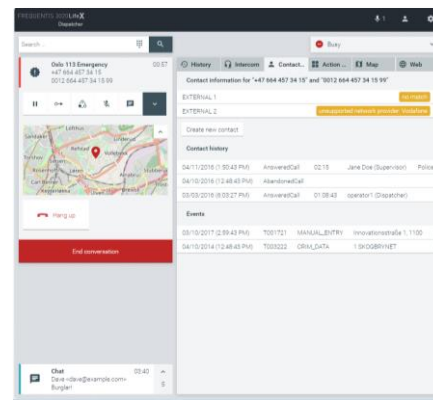 FREQUENTIS 3020 LifeX
Dispatcher
1
Search ...
Busy
Oslo 113 Emergency
00:57
+47 664 457 34 15
0012 664 457 34 15 99
History
Intercom
Contact...
Action ...
Map
Web
Contact information for "+47 664 457 34 15" and "0012 664 457 34 15 99"
EXTERNAL 1
no match
EXTERNAL 2
unsupported network provider Vodafone
Create new contact
Contact history
04/11/2016 (1:50:43 PM) AnsweredCall 02:15 Jane Doe (Supervisor) Police
04/10/2016 (12:48:43 PM) AbandonedCall
03/03/2016 (6:03:27 PM) AnsweredCall 01:08:43 operator1 (Dispatcher)
Events
03/10/2017 (2:59:43 PM) T001721 MANUAL_ENTRY Innovationsstraße 1, 1100
04/10/2014 (12:48:43 PM) T003222 CRIM_DATA 1 SKOGBRYNET
Hang up
End conversation
Chat
03:40
Dave <dave@example.com>
Burglar!